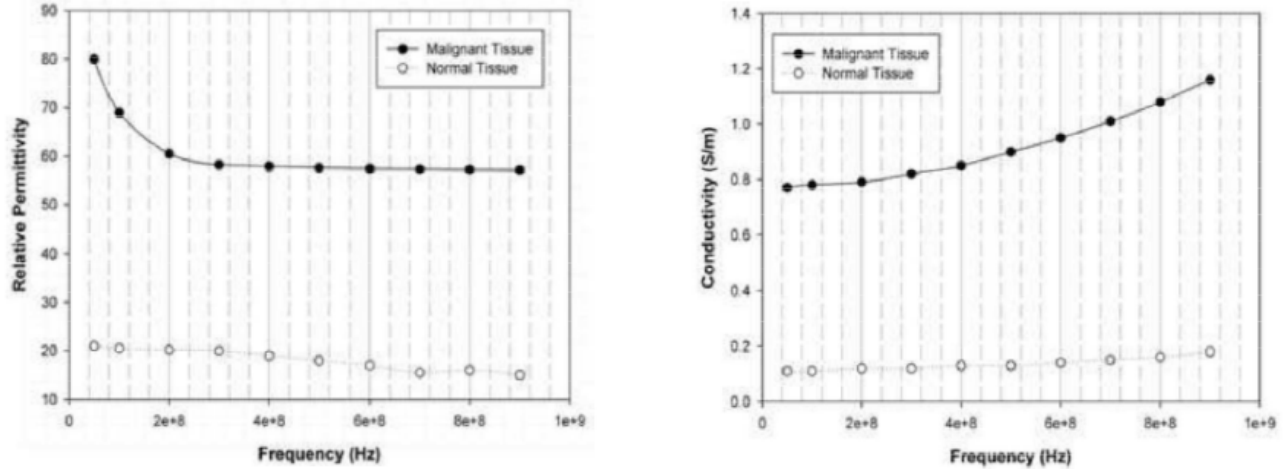 90
80
70
60
50
40
30
20
10
Relative Permittivity
Malignant Tissue
Normal Tissue
0 2e+8 4e+8 6e+8 8e+8 1e+9
Frequency (Hz)
1.4
1.2
1.0
0.8
0.6
0.4
0.2
0.0
Conductivity (S/m)
Malignant Tissue
Normal Tissue
0 2e+8 4e+8 6e+8 8e+8 1e+9
Frequency (Hz)